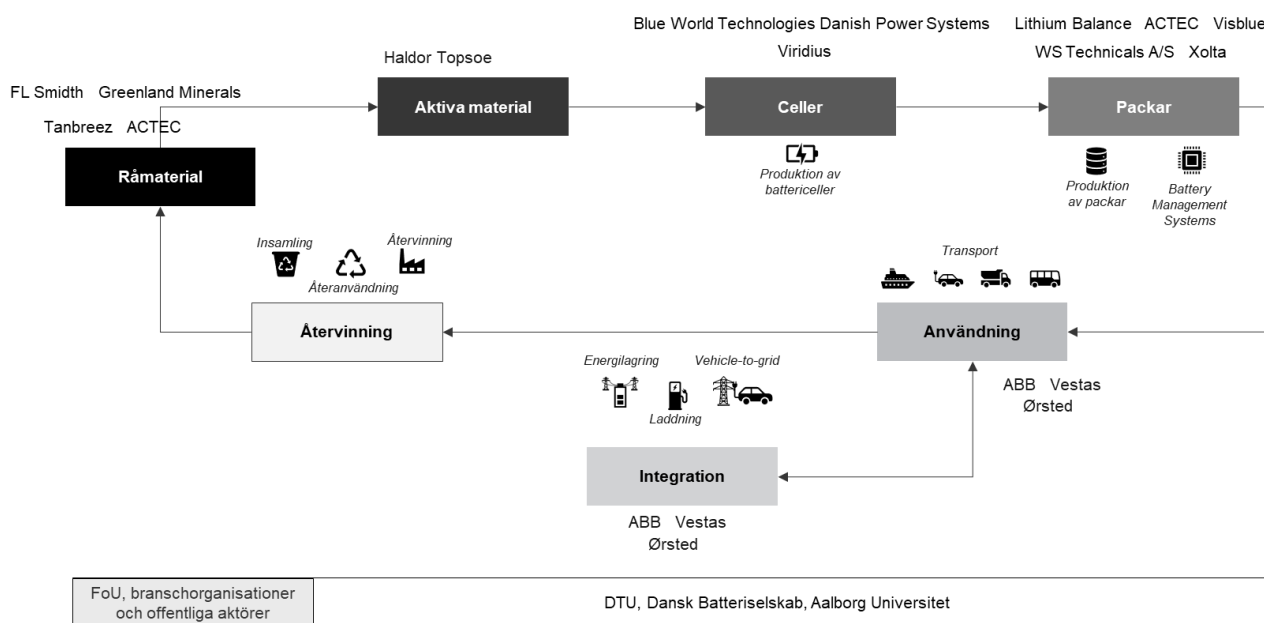 Blue World Technologies Danish Power Systems
Viridius
Lithium Balance ACTEC Visblue
WS Technicals A/S Xolta
Haldor Topsoe
FL Smidth Greenland Minerals
Tanbreez ACTEC
Råmaterial
Aktiva material
Celler
Packar
Produktion av
battericeller
Produktion
av packar
Battery
Management
Systems
Insamling
Återvinning
Återanvändning
Återvinning
Transport
Användning
ABB Vestas
Ørsted
Energilagring
Vehicle-to-grid
Laddning
Integration
ABB Vestas
Ørsted
FoU, branschorganisationer
och offentliga aktörer
DTU, Dansk Batteriselskab, Aalborg Universitet